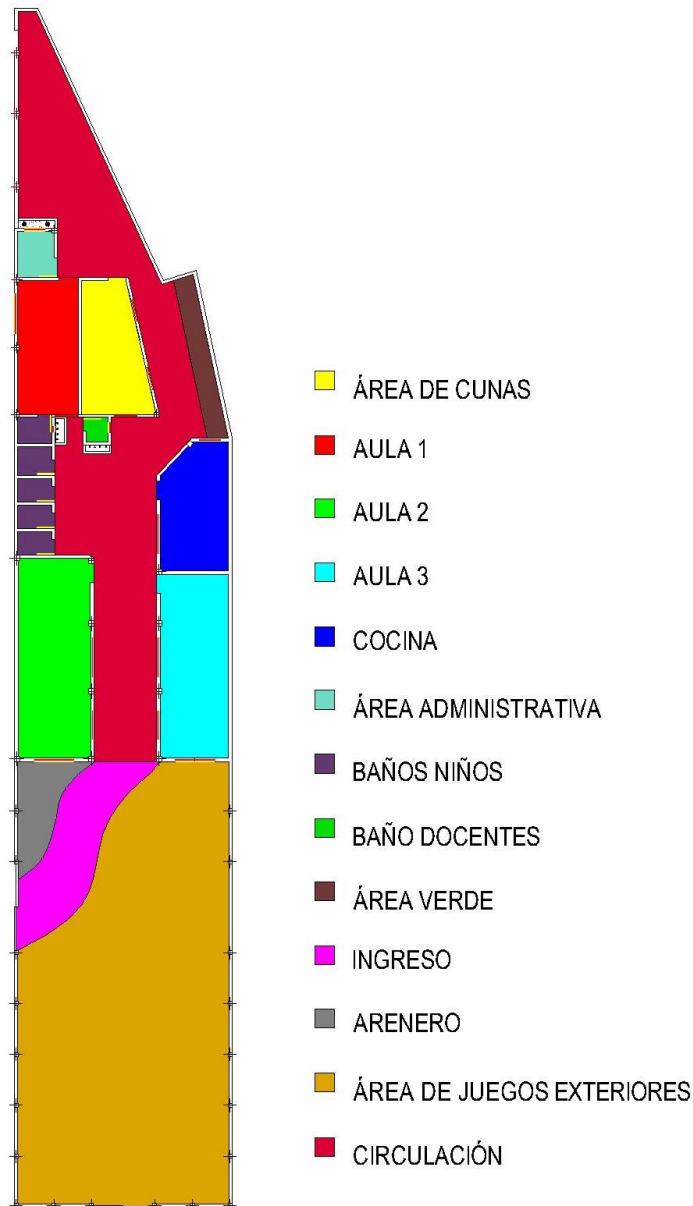 ÁREA DE CUNAS
AULA 1
AULA 2
AULA 3
COCINA
ÁREA ADMINISTRATIVA
BAÑOS NIÑOS
BAÑO DOCENTES
ÁREA VERDE
INGRESO
ARENERO
ÁREA DE JUEGOS EXTERIORES
CIRCULACIÓN